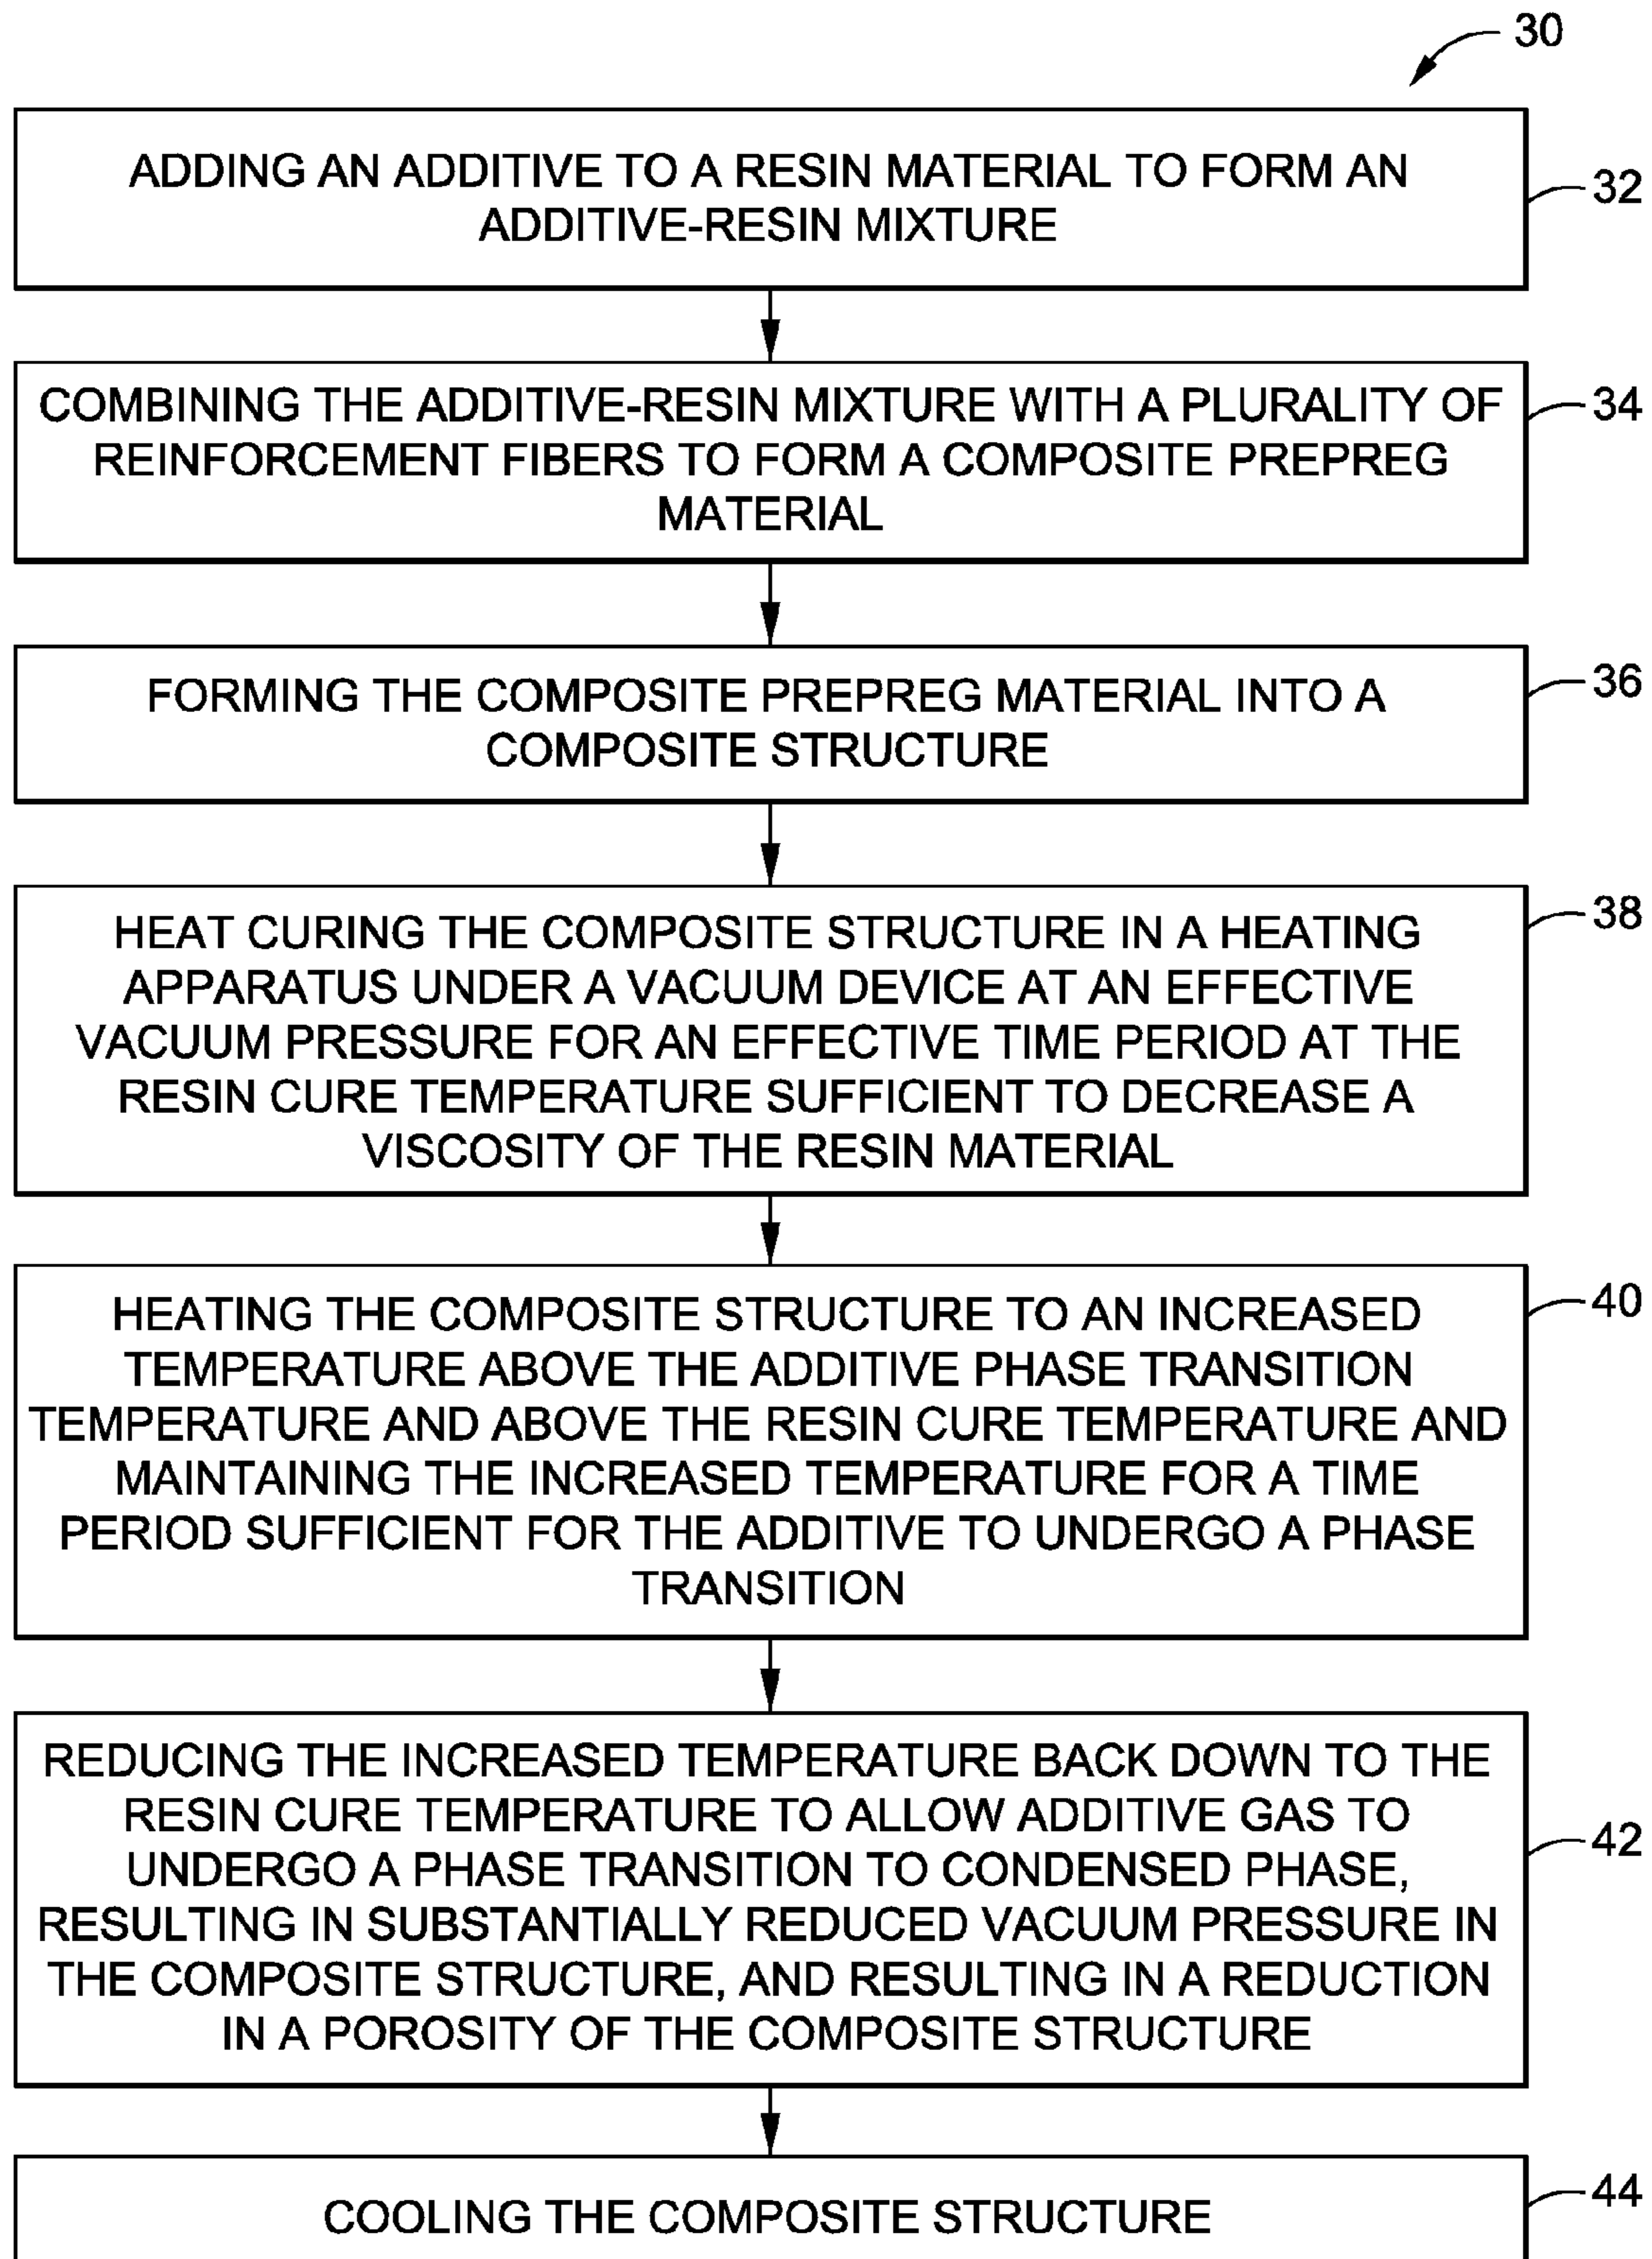 30
ADDING AN ADDITIVE TO A RESIN MATERIAL TO FORM AN
ADDITIVE-RESIN MIXTURE
32
COMBINING THE ADDITIVE-RESIN MIXTURE WITH A PLURALITY OF
REINFORCEMENT FIBERS TO FORM A COMPOSITE PREPREG
MATERIAL
34
FORMING THE COMPOSITE PREPREG MATERIAL INTO A
COMPOSITE STRUCTURE
36
HEAT CURING THE COMPOSITE STRUCTURE IN A HEATING
APPARATUS UNDER A VACUUM DEVICE AT AN EFFECTIVE
VACUUM PRESSURE FOR AN EFFECTIVE TIME PERIOD AT THE
RESIN CURE TEMPERATURE SUFFICIENT TO DECREASE A
VISCOSITY OF THE RESIN MATERIAL
38
HEATING THE COMPOSITE STRUCTURE TO AN INCREASED
TEMPERATURE ABOVE THE ADDITIVE PHASE TRANSITION
TEMPERATURE AND ABOVE THE RESIN CURE TEMPERATURE AND
MAINTAINING THE INCREASED TEMPERATURE FOR A TIME
PERIOD SUFFICIENT FOR THE ADDITIVE TO UNDERGO A PHASE
TRANSITION
40
REDUCING THE INCREASED TEMPERATURE BACK DOWN TO THE
RESIN CURE TEMPERATURE TO ALLOW ADDITIVE GAS TO
UNDERGO A PHASE TRANSITION TO CONDENSED PHASE,
RESULTING IN SUBSTANTIALLY REDUCED VACUUM PRESSURE IN
THE COMPOSITE STRUCTURE, AND RESULTING IN A REDUCTION
IN A POROSITY OF THE COMPOSITE STRUCTURE
42
COOLING THE COMPOSITE STRUCTURE
44